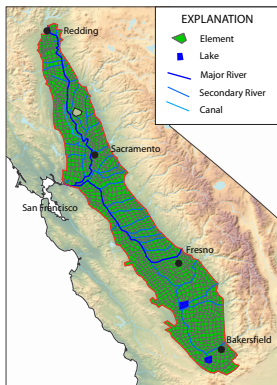 EXPLANATION
Element
Lake
Major River
Secondary River
Canal
Redding
Sacramento
San Francisco
Fresno
Bakersfield